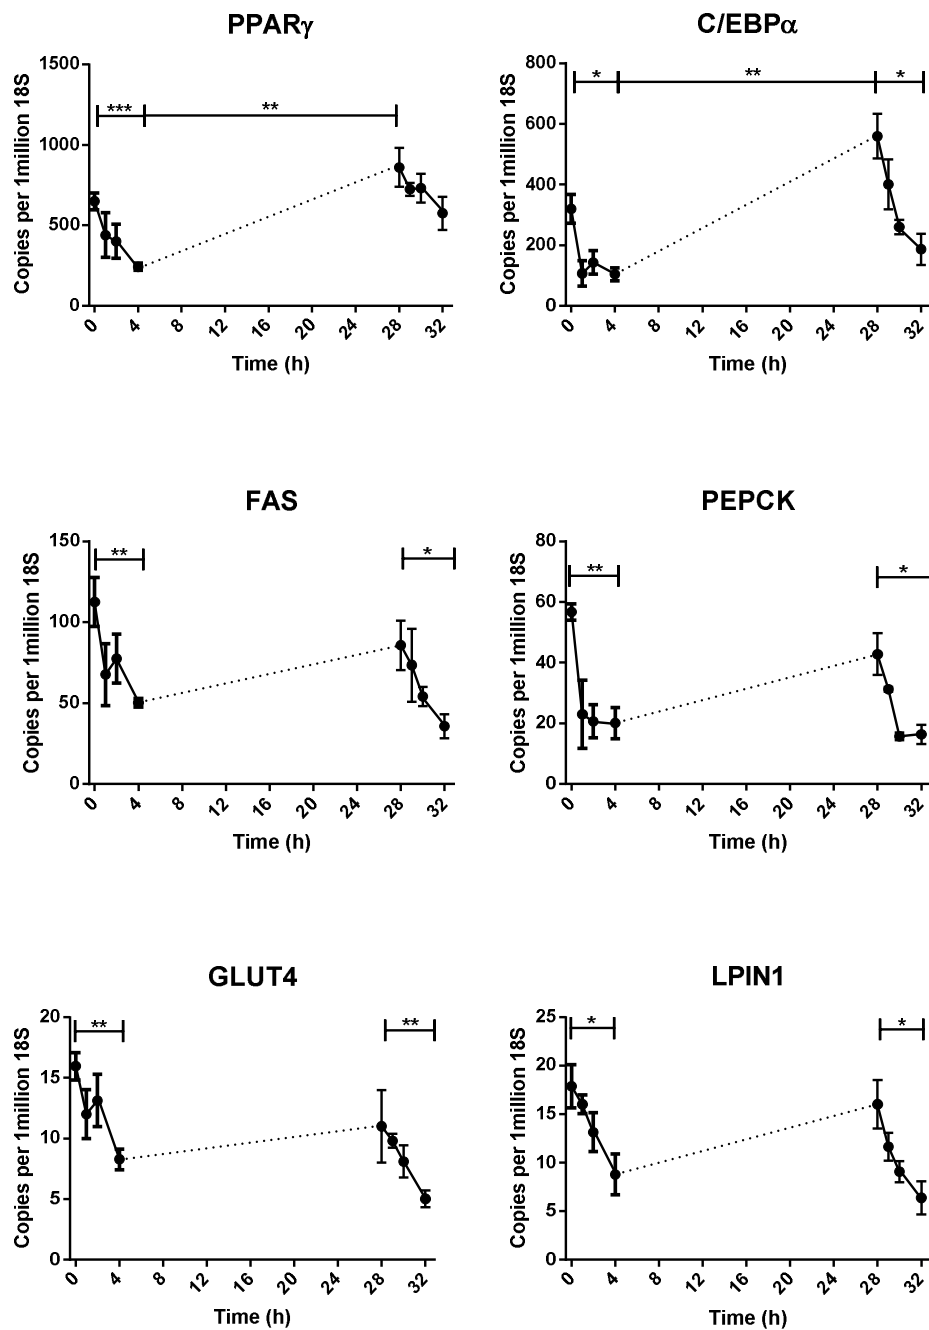 PPARγ
Copies per 1million 18S
1500
1000
500
0
***
**
0 4 8 12 16 20 24 28 32
Time (h)
C/EBPα
Copies per 1million 18S
800
600
400
200
0
*
**
*
0 4 8 12 16 20 24 28 32
Time (h)
FAS
Copies per 1million 18S
150
100
50
0
**
*
0 4 8 12 16 20 24 28 32
Time (h)
PEPCK
Copies per 1million 18S
80
60
40
20
0
**
*
0 4 8 12 16 20 24 28 32
Time (h)
GLUT4
Copies per 1million 18S
20
15
10
5
0
**
**
0 4 8 12 16 20 24 28 32
Time (h)
LPIN1
Copies per 1million 18S
25
20
15
10
5
0
*
*
0 4 8 12 16 20 24 28 32
Time (h)